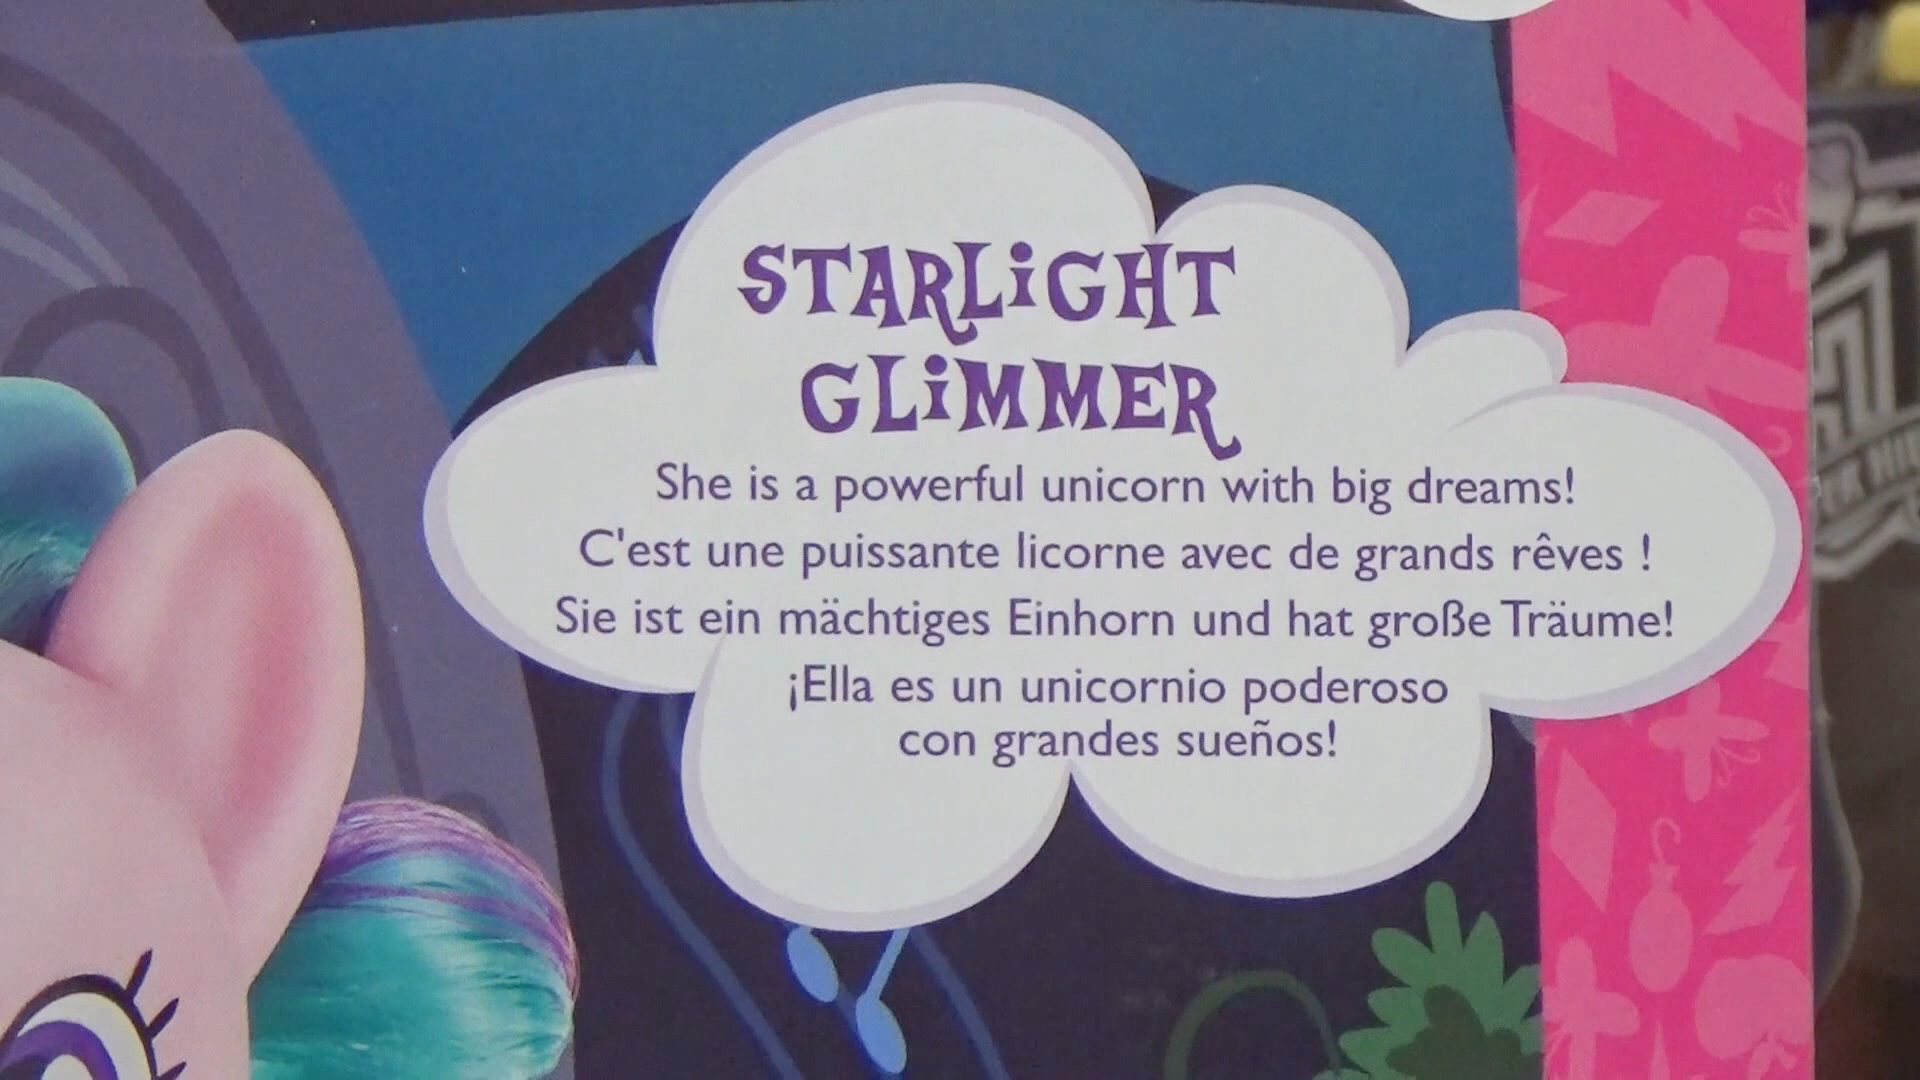 STARLiGHT
GLiMMER
She is a powerful unicorn with big dreams!
C'est une puissante licorne avec de grands rêves !
Sie ist ein mächtiges Einhorn und hat große Träume!
¡Ella es un unicornio poderoso
con grandes sueños!